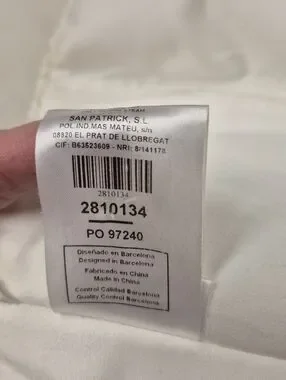 SAN PATRICK, S.L.
POL.IND.MAS MATEU, s/n
08820 EL PRAT DE LLOBREGAT
CIF: B63523609 - NRI: 8/141178
2810134
2810134
PO 97240
Diseñado en Barcelona
Designed in Barcelona
Fabricado en China
Made in China
Control Calidad Barcelona
Quality Control Barcelona